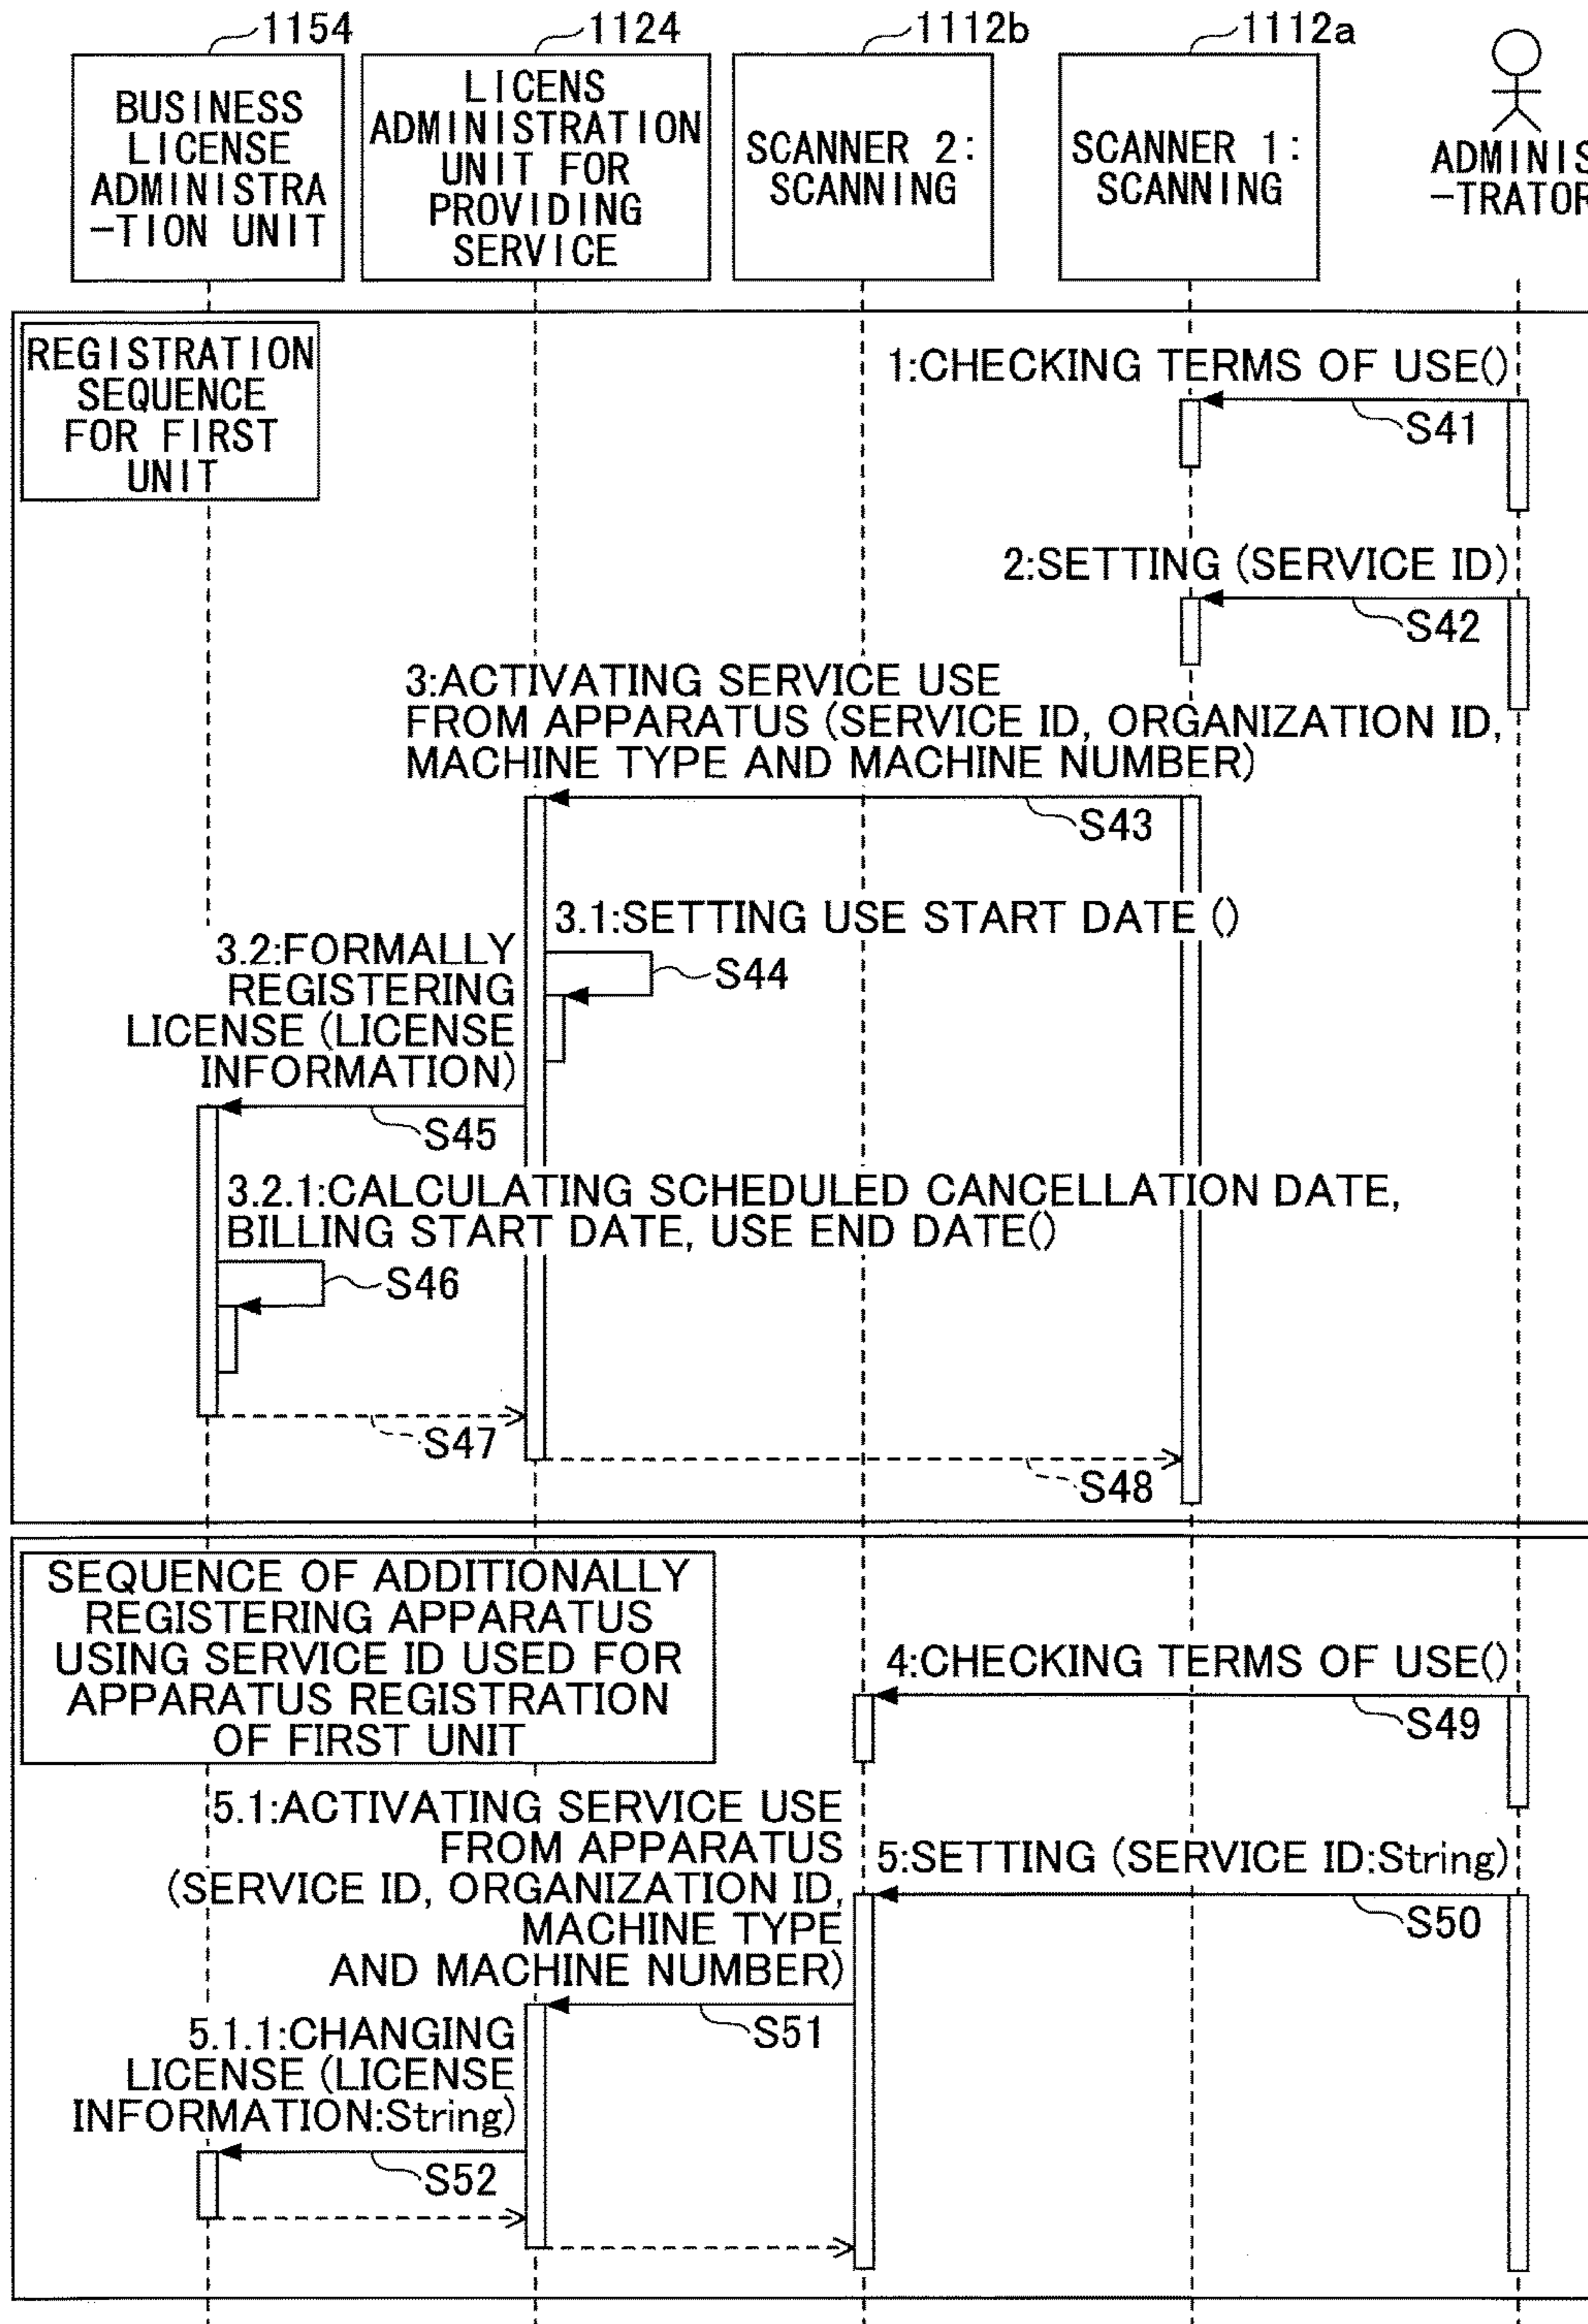 1154
1124
1112b
1112a
BUSINESS
LICENSE
ADMINISTRA
-TION UNIT
LICENS
ADMINISTRATION
UNIT FOR
PROVIDING
SERVICE
SCANNER 2:
SCANNING
SCANNER 1:
SCANNING
ADMINIS
-TRATOR
REGISTRATION
SEQUENCE
FOR FIRST
UNIT
1:CHECKING TERMS OF USE()
S41
2:SETTING (SERVICE ID)
S42
3:ACTIVATING SERVICE USE
FROM APPARATUS (SERVICE ID, ORGANIZATION ID,
MACHINE TYPE AND MACHINE NUMBER)
S43
3.1:SETTING USE START DATE ()
S44
3.2:FORMALLY
REGISTERING
LICENSE (LICENSE
INFORMATION)
S45
3.2.1:CALCULATING SCHEDULED CANCELLATION DATE,
BILLING START DATE, USE END DATE()
S46
S47
S48
SEQUENCE OF ADDITIONALLY
REGISTERING APPARATUS
USING SERVICE ID USED FOR
APPARATUS REGISTRATION
OF FIRST UNIT
4:CHECKING TERMS OF USE()
S49
5.1:ACTIVATING SERVICE USE
FROM APPARATUS
(SERVICE ID, ORGANIZATION ID,
MACHINE TYPE
AND MACHINE NUMBER)
5:SETTING (SERVICE ID:String)
S50
S51
5.1.1:CHANGING
LICENSE (LICENSE
INFORMATION:String)
S52